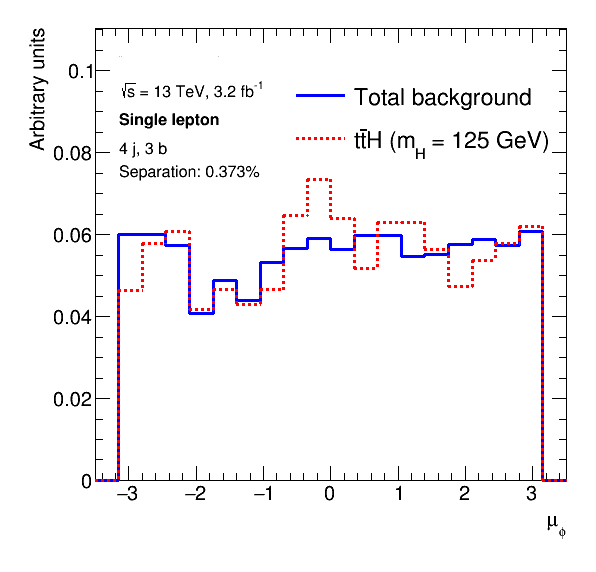 Arbitrary units
0.1
0.08
0.06
0.04
0.02
0
√s = 13 TeV, 3.2 fb⁻¹
Single lepton
4 j, 3 b
Separation: 0.373%
Total background
tt̄H (m_H = 125 GeV)
−3 −2 −1 0 1 2 3
μ_ϕ